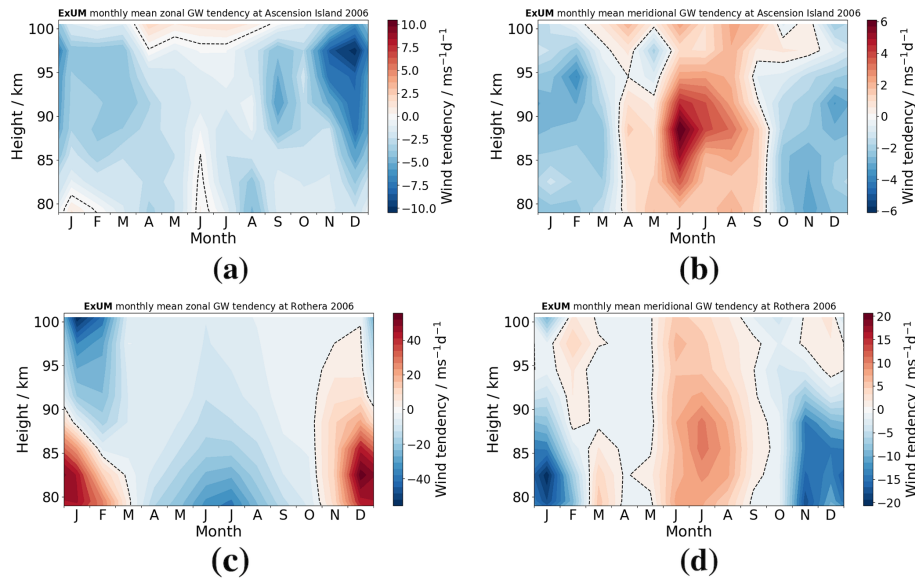 ExUM monthly mean zonal GW tendency at Ascension Island 2006
100
95
90
85
80
Height / km
J F M A M J J A S O N D
Month
10.0
7.5
5.0
2.5
0.0
−2.5
−5.0
−7.5
−10.0
Wind tendency / ms⁻¹d⁻¹
(a)
ExUM monthly mean meridional GW tendency at Ascension Island 2006
100
95
90
85
80
Height / km
J F M A M J J A S O N D
Month
6
4
2
0
−2
−4
−6
Wind tendency / ms⁻¹d⁻¹
(b)
ExUM monthly mean zonal GW tendency at Rothera 2006
100
95
90
85
80
Height / km
J F M A M J J A S O N D
Month
40
20
0
−20
−40
Wind tendency / ms⁻¹d⁻¹
(c)
ExUM monthly mean meridional GW tendency at Rothera 2006
100
95
90
85
80
Height / km
J F M A M J J A S O N D
Month
20
15
10
5
0
−5
−10
−15
−20
Wind tendency / ms⁻¹d⁻¹
(d)